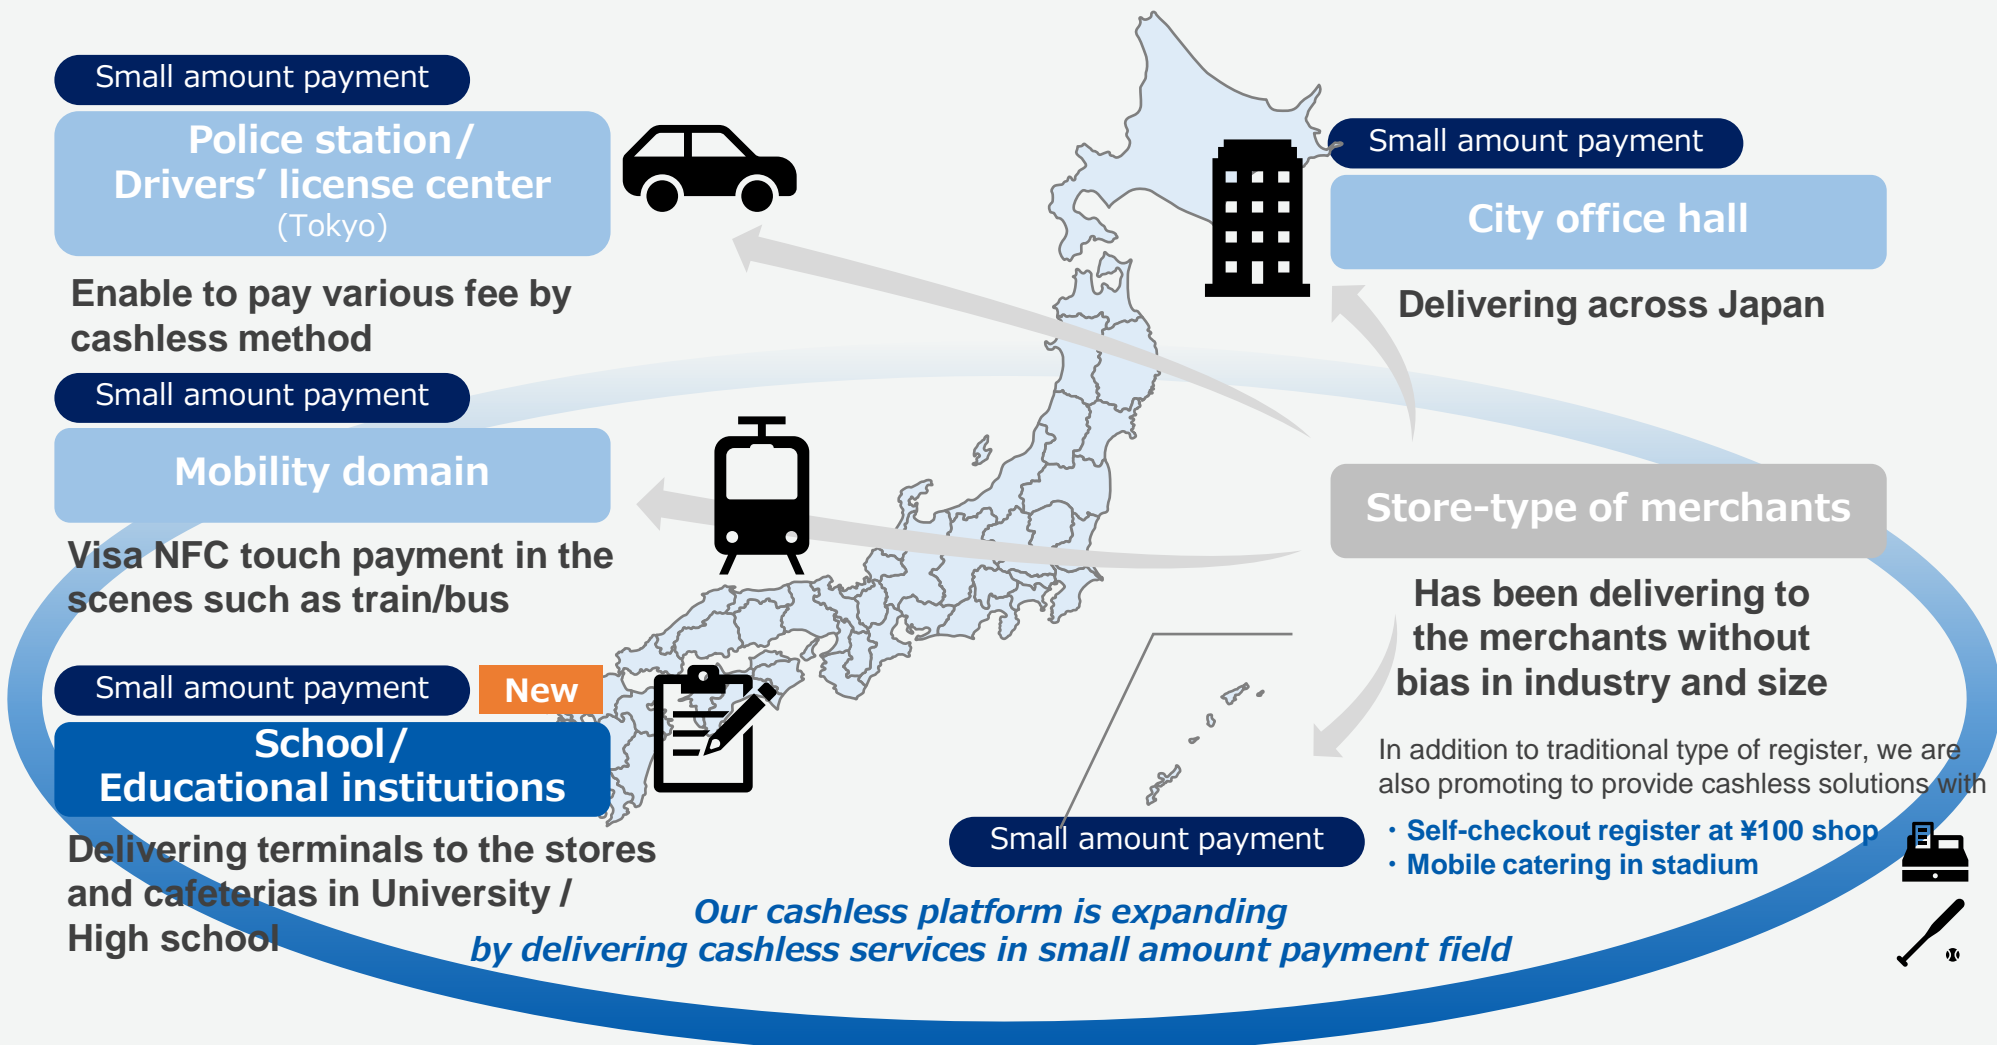 Small amount payment
Police station/
Drivers’ license center
(Tokyo)
Enable to pay various fee by
cashless method
Small amount payment
Mobility domain
Visa NFC touch payment in the
scenes such as train/bus
Small amount payment
New
School/
Educational institutions
Delivering terminals to the stores
and cafeterias in University /
High school
Small amount payment
City office hall
Delivering across Japan
Store-type of merchants
Has been delivering to
the merchants without
bias in industry and size
In addition to traditional type of register, we are
also promoting to provide cashless solutions with
・Self-checkout register at ¥100 shop
・Mobile catering in stadium
Small amount payment
Our cashless platform is expanding
by delivering cashless services in small amount payment field